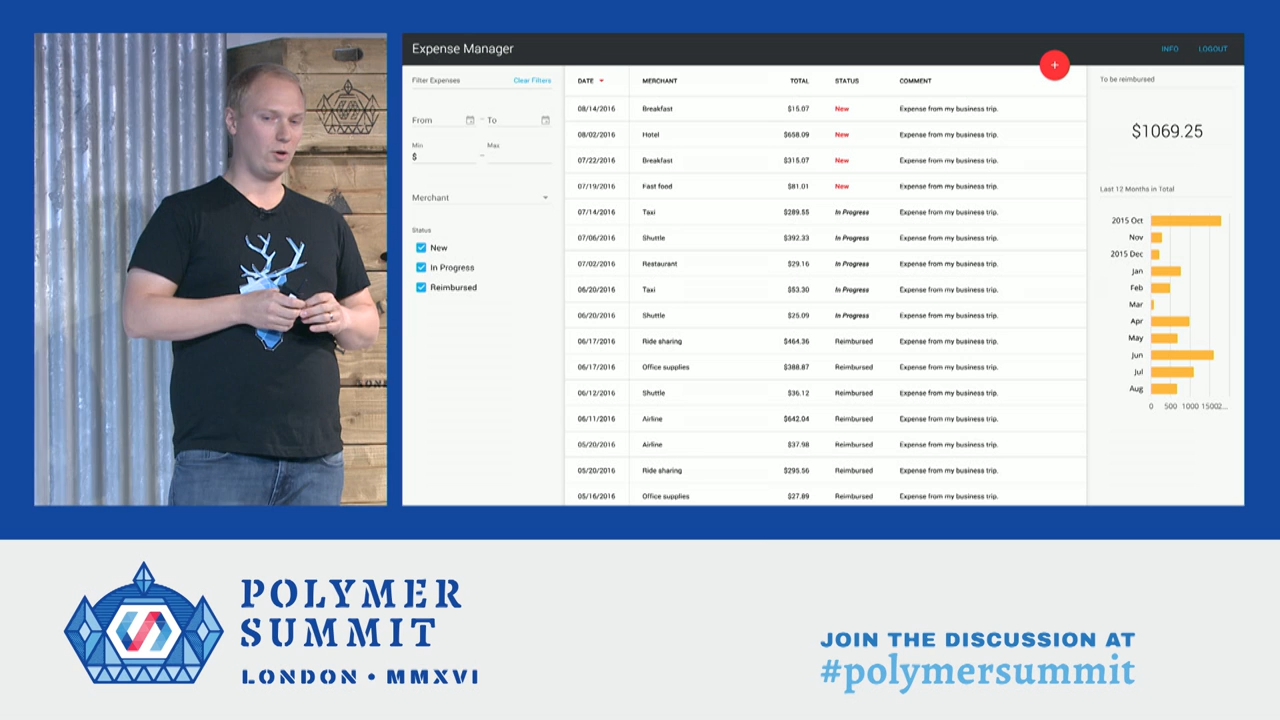 Expense Manager
INFO
LOGOUT
+
Filter Expenses
Clear Filters
From
– To
Min
Max
$
–
Merchant
Status
New
In Progress
Reimbursed
DATE MERCHANT TOTAL STATUS COMMENT
08/14/2016 Breakfast $15.07 New Expense from my business trip.
08/02/2016 Hotel $658.09 New Expense from my business trip.
07/22/2016 Breakfast $315.07 New Expense from my business trip.
07/19/2016 Fast food $81.01 New Expense from my business trip.
07/14/2016 Taxi $289.55 In Progress Expense from my business trip.
07/06/2016 Shuttle $392.33 In Progress Expense from my business trip.
07/02/2016 Restaurant $29.16 In Progress Expense from my business trip.
06/20/2016 Taxi $53.30 In Progress Expense from my business trip.
06/20/2016 Shuttle $25.09 In Progress Expense from my business trip.
06/17/2016 Ride sharing $464.36 Reimbursed Expense from my business trip.
06/17/2016 Office supplies $388.87 Reimbursed Expense from my business trip.
06/12/2016 Shuttle $36.12 Reimbursed Expense from my business trip.
06/11/2016 Airline $642.04 Reimbursed Expense from my business trip.
05/20/2016 Airline $37.98 Reimbursed Expense from my business trip.
05/20/2016 Ride sharing $295.56 Reimbursed Expense from my business trip.
05/16/2016 Office supplies $27.89 Reimbursed Expense from my business trip.
To be reimbursed
$1069.25
Last 12 Months in Total
2015 Oct
Nov
2015 Dec
Jan
Feb
Mar
Apr
May
Jun
Jul
Aug
0 500 1000 15002...
POLYMER
SUMMIT
LONDON • MMXVI
JOIN THE DISCUSSION AT
#polymersummit